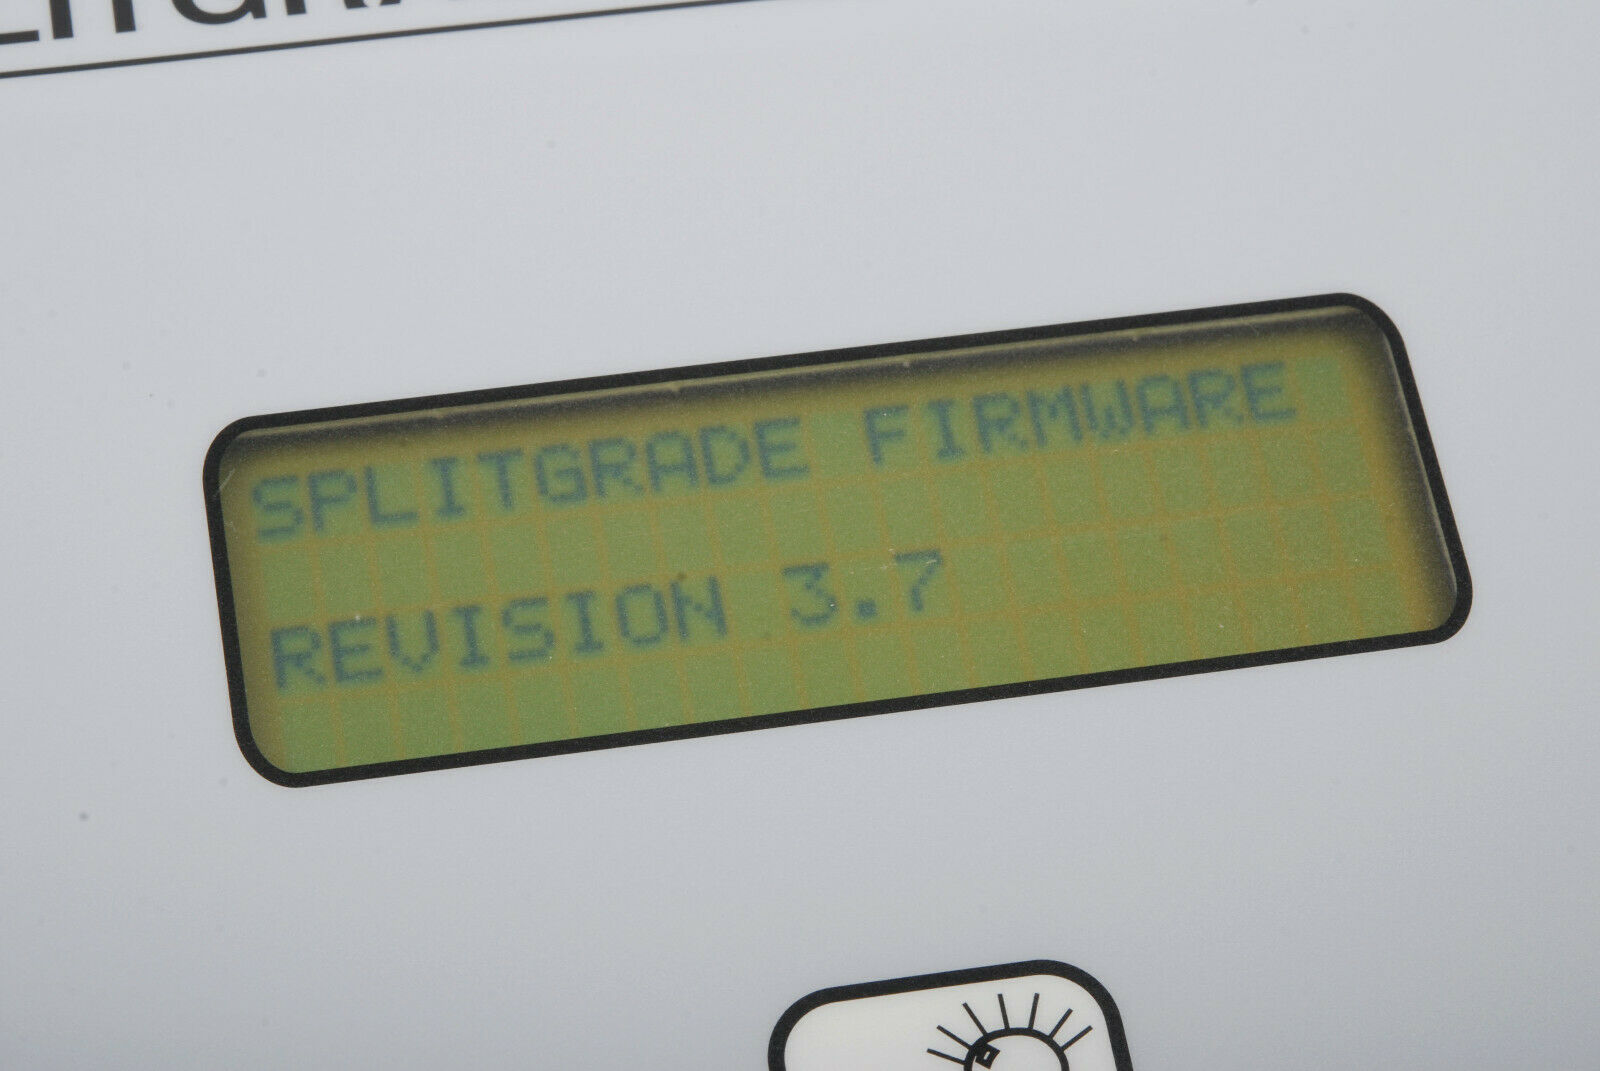 SPLITGRADE FIRMWARE
REVISION 3.7